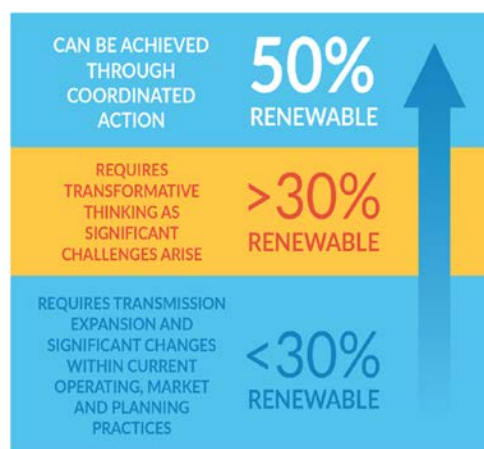 CAN BE ACHIEVED
THROUGH
COORDINATED
ACTION
50%
RENEWABLE
REQUIRES
TRANSFORMATIVE
THINKING AS
SIGNIFICANT
CHALLENGES ARISE
>30%
RENEWABLE
REQUIRES TRANSMISSION
EXPANSION AND
SIGNIFICANT CHANGES
WITHIN CURRENT
OPERATING, MARKET
AND PLANNING
PRACTICES
<30%
RENEWABLE